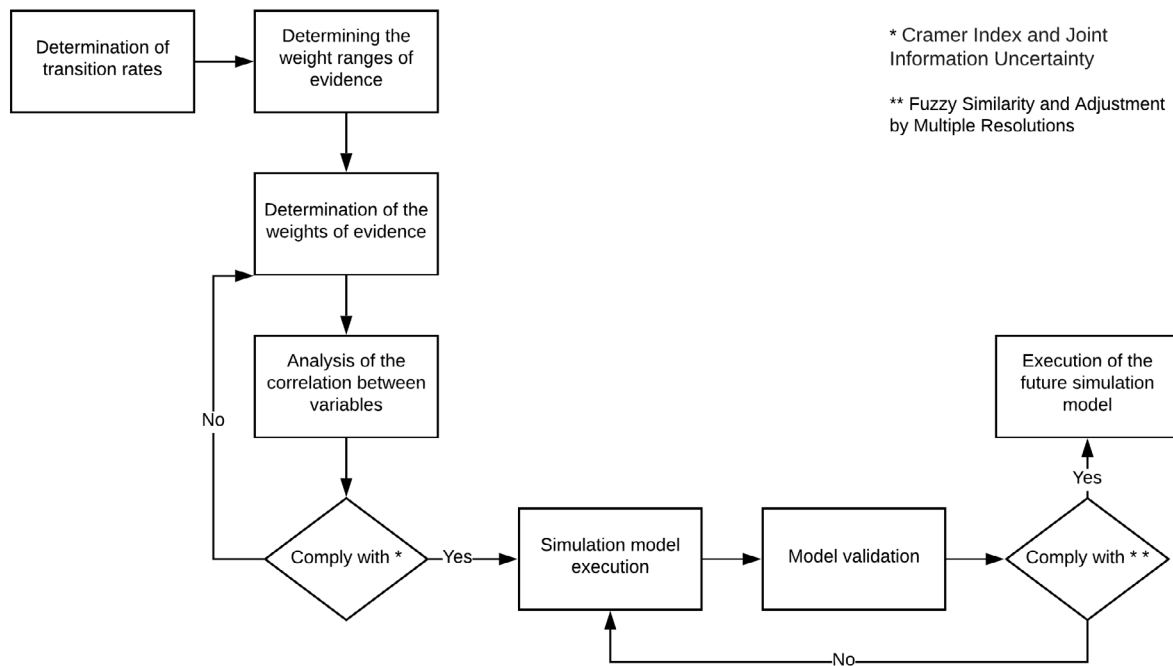 Determination of
transition rates
Determining the
weight ranges of
evidence
* Cramer Index and Joint
Information Uncertainty
** Fuzzy Similarity and Adjustment
by Multiple Resolutions
Determination of the
weights of evidence
Analysis of the
correlation between
variables
Execution of the
future simulation
model
No
Yes
Comply with *
Yes
Simulation model
execution
Model validation
Comply with * *
No